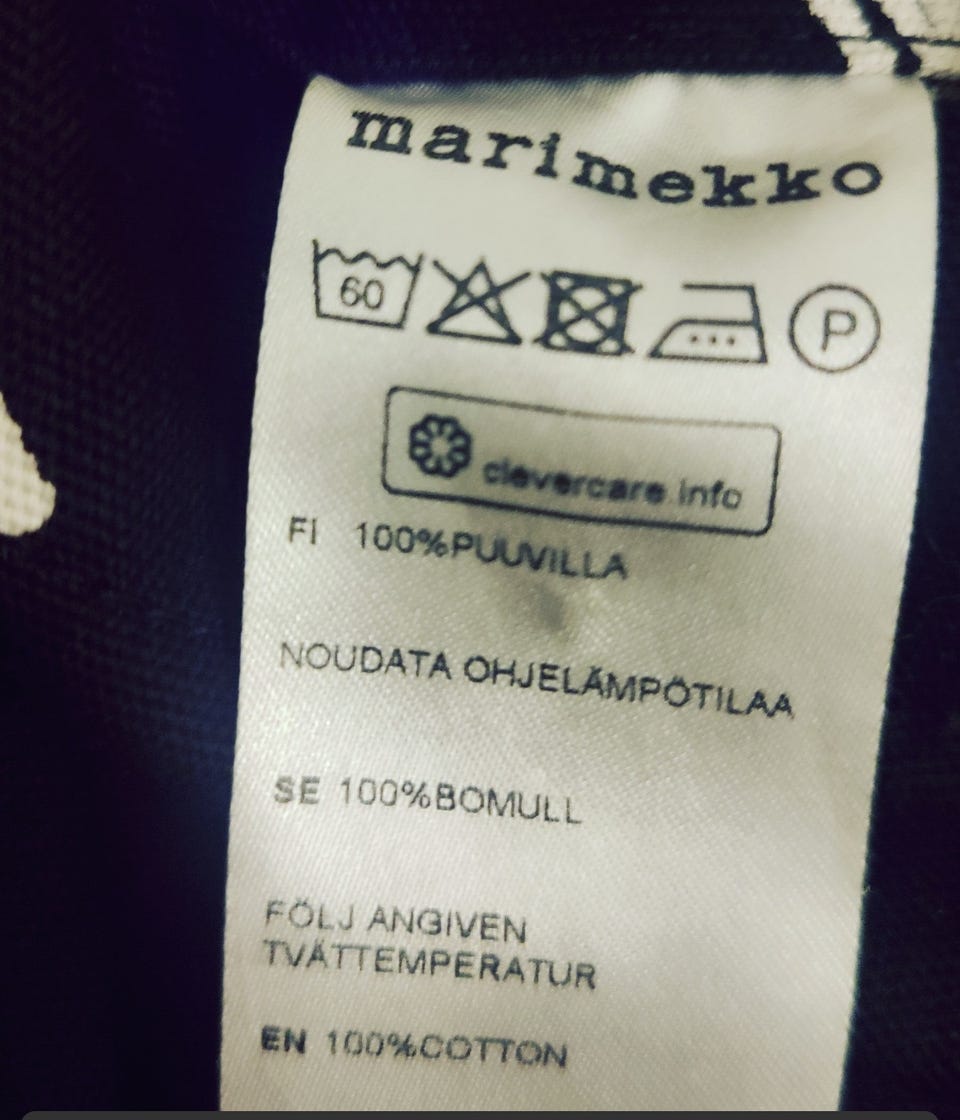 marimekko
60 P
clevercare.info
FI 100%PUUVILLA
NOUDATA OHJELÄMPÖTILAA
SE 100%BOMULL
FÖLJ ANGIVEN
TVÄTTEMPERATUR
EN 100%COTTON